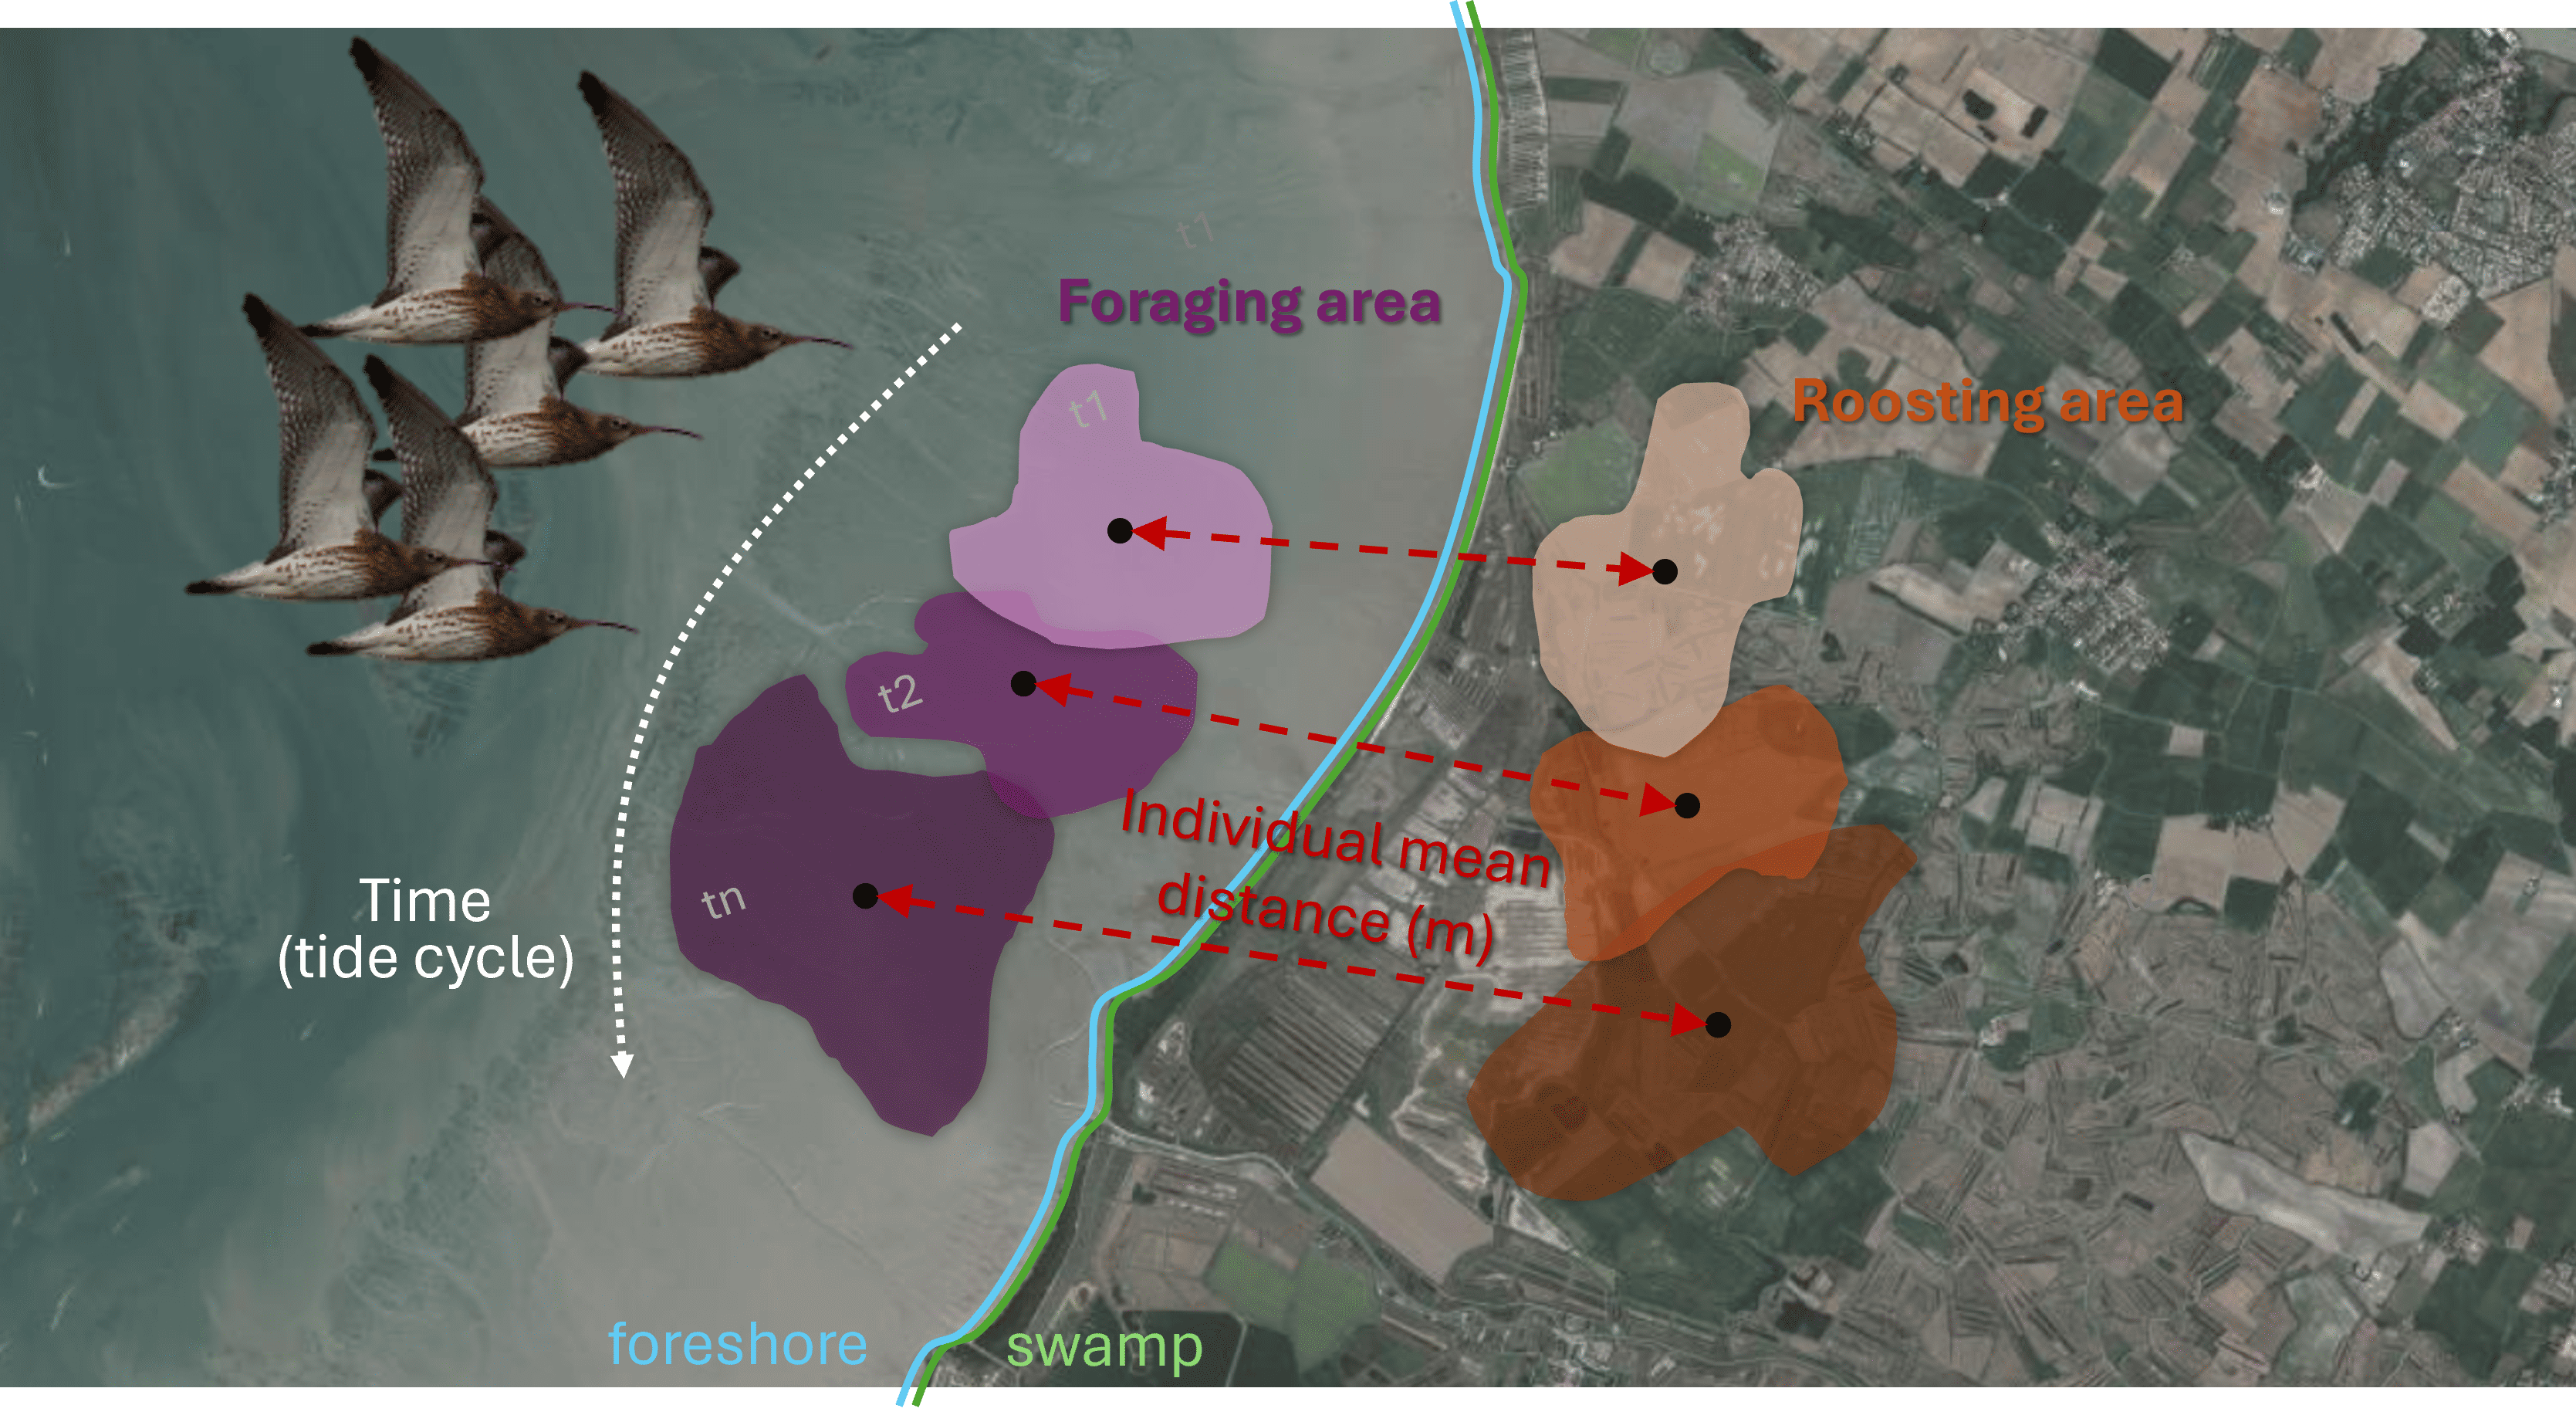 t1
Foraging area
t1
Roosting area
t2
Individual mean
distance (m)
tn
Time
(tide cycle)
foreshore
swamp